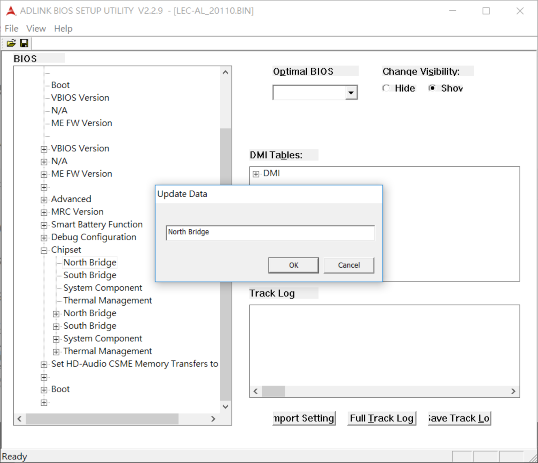 ADLINK BIOS SETUP UTILITY V2.2.9 - [LEC-AL_20110.BIN]
File View Help
BIOS
Boot
VBIOS Version
N/A
ME FW Version
VBIOS Version
N/A
ME FW Version
Advanced
MRC Version
Smart Battery Function
Debug Configuration
Chipset
North Bridge
South Bridge
System Component
Thermal Management
North Bridge
South Bridge
System Component
Thermal Management
Set HD-Audio CSME Memory Transfers to
Boot
Optimal BIOS
Change Visibility:
Hide
Shov
DMI Tables:
DMI
Update Data
North Bridge
OK
Cancel
Track Log
mport Setting
Full Track Log
Save Track Lo
Ready